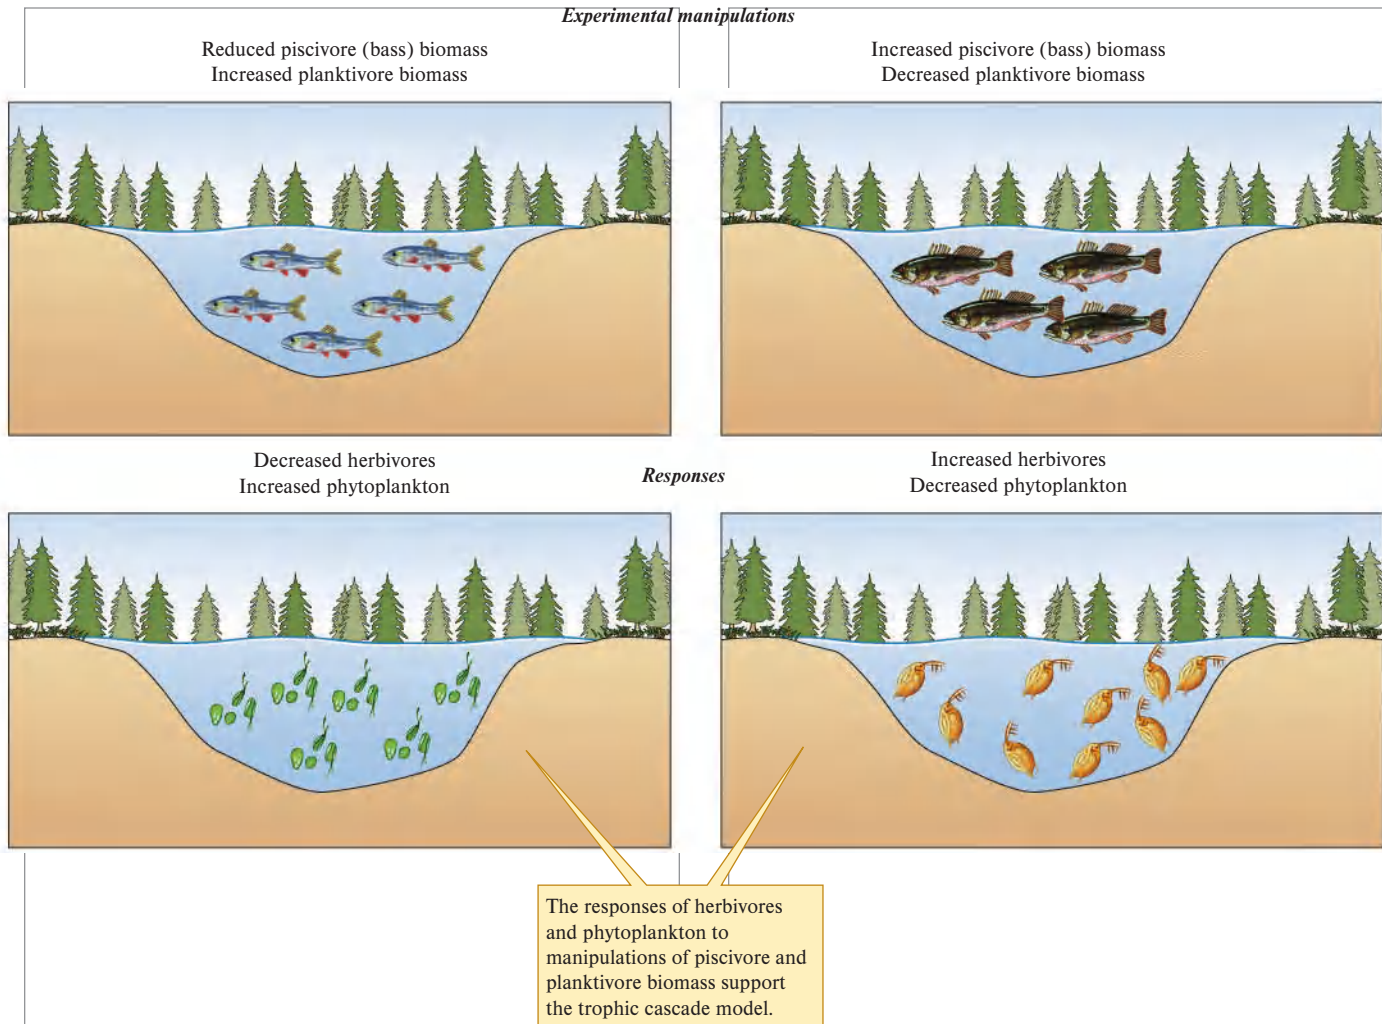 Experimental manipulations
Reduced piscivore (bass) biomass
Increased planktivore biomass
Increased piscivore (bass) biomass
Decreased planktivore biomass
Decreased herbivores
Increased phytoplankton
Responses
Increased herbivores
Decreased phytoplankton
The responses of herbivores
and phytoplankton to
manipulations of piscivore and
planktivore biomass support
the trophic cascade model.